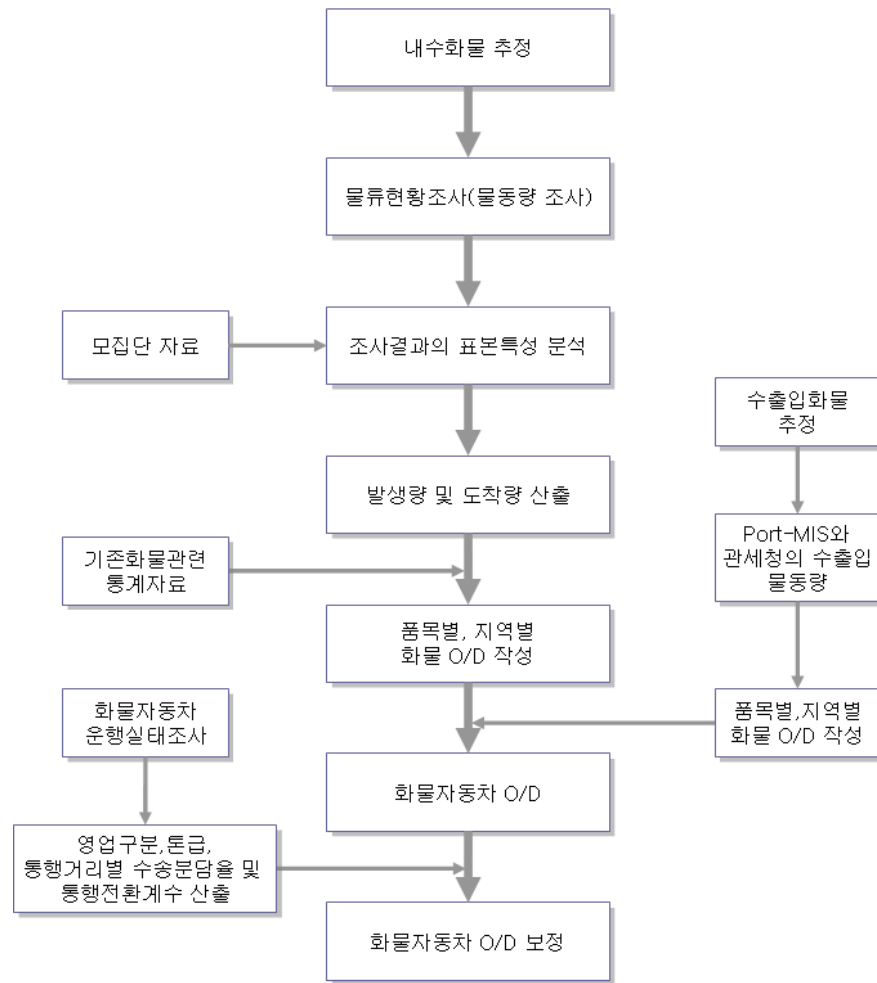 내수화물 추정
물류현황조사(물동량 조사)
모집단 자료
조사결과의 표본특성 분석
수출입화물
추정
발생량 및 도착량 산출
Port-MIS와
관세청의 수출입
물동량
기존화물관련
통계자료
품목별, 지역별
화물 O/D 작성
화물자동차
운행실태조사
품목별,지역별
화물 O/D 작성
화물자동차 O/D
영업구분,톤급,
통행거리별 수송분담율 및
통행전환계수 산출
화물자동차 O/D 보정